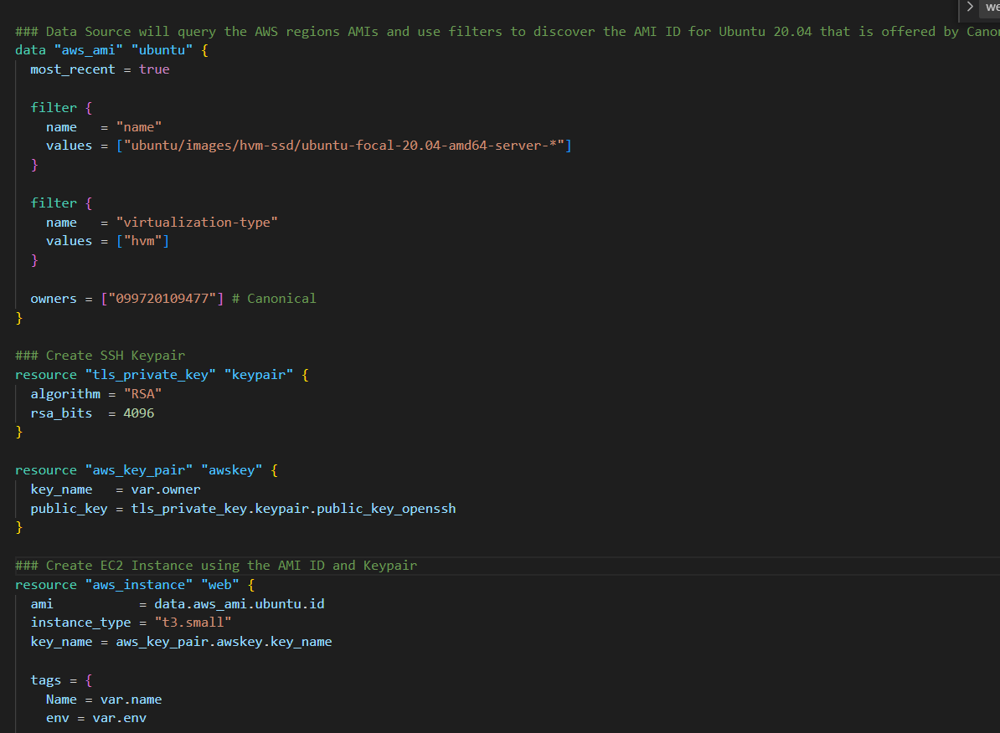 we
### Data Source will query the AWS regions AMIs and use filters to discover the AMI ID for Ubuntu 20.04 that is offered by Canon
data "aws_ami" "ubuntu" {
  most_recent = true

  filter {
    name   = "name"
    values = ["ubuntu/images/hvm-ssd/ubuntu-focal-20.04-amd64-server-*"]
  }

  filter {
    name   = "virtualization-type"
    values = ["hvm"]
  }

  owners = ["099720109477"] # Canonical
}

### Create SSH Keypair
resource "tls_private_key" "keypair" {
  algorithm = "RSA"
  rsa_bits  = 4096
}

resource "aws_key_pair" "awskey" {
  key_name   = var.owner
  public_key = tls_private_key.keypair.public_key_openssh
}

### Create EC2 Instance using the AMI ID and Keypair
resource "aws_instance" "web" {
  ami           = data.aws_ami.ubuntu.id
  instance_type = "t3.small"
  key_name = aws_key_pair.awskey.key_name

  tags = {
    Name = var.name
    env = var.env